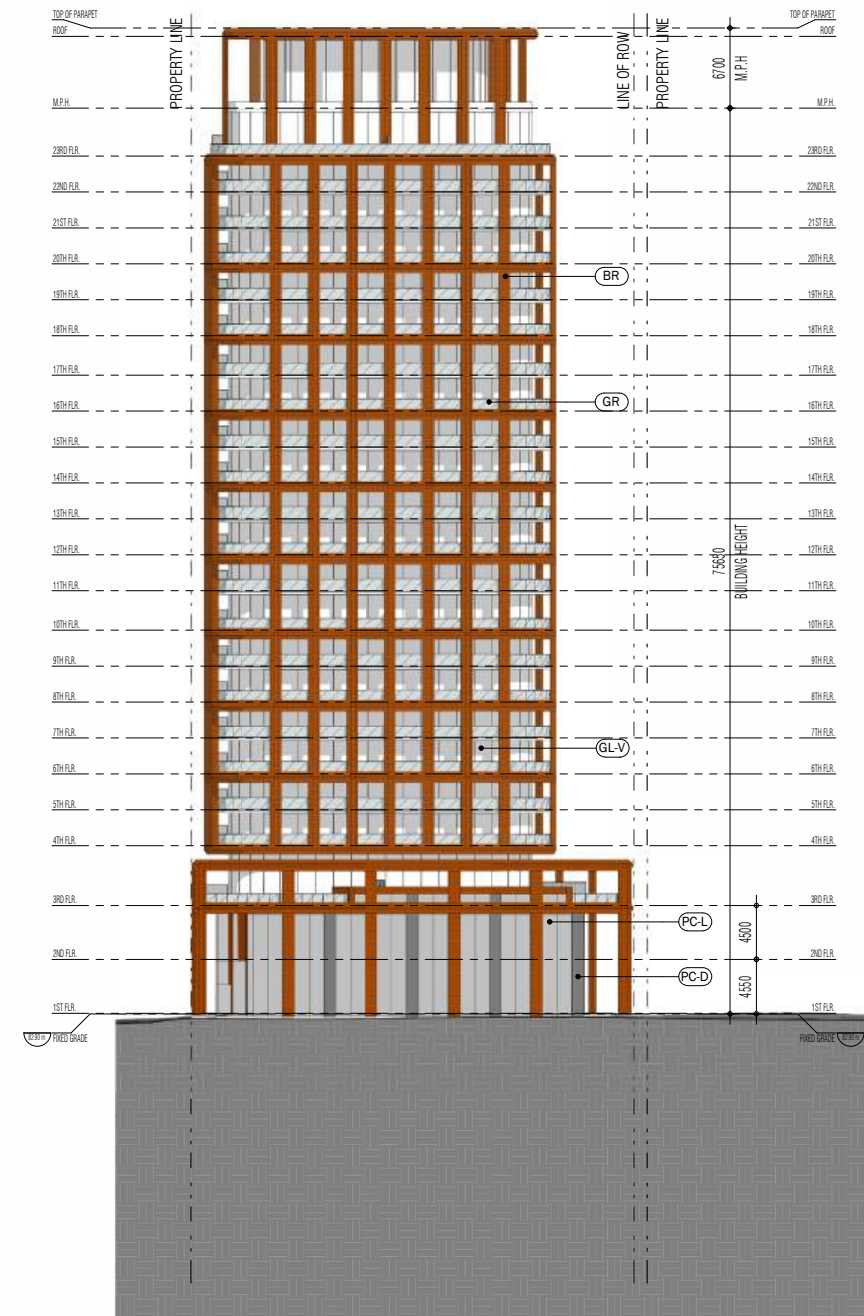 TOP OF PARAPET
ROOF
M.P.H.
23RD FLR.
22ND FLR.
21ST FLR.
20TH FLR.
19TH FLR.
18TH FLR.
17TH FLR.
16TH FLR.
15TH FLR.
14TH FLR.
13TH FLR.
12TH FLR.
11TH FLR.
10TH FLR.
9TH FLR.
8TH FLR.
7TH FLR.
6TH FLR.
5TH FLR.
4TH FLR.
3RD FLR.
2ND FLR.
1ST FLR.
FIXED GRADE
82.90 m
PROPERTY LINE
BR
GR
GL-V
PC-L
PC-D
LINE OF ROW
PROPERTY LINE
6700
M.P.H
75650
BUILDING HEIGHT
4500
4550
TOP OF PARAPET
ROOF
M.P.H.
23RD FLR.
22ND FLR.
21ST FLR.
20TH FLR.
19TH FLR.
18TH FLR.
17TH FLR.
16TH FLR.
15TH FLR.
14TH FLR.
13TH FLR.
12TH FLR.
11TH FLR.
10TH FLR.
9TH FLR.
8TH FLR.
7TH FLR.
6TH FLR.
5TH FLR.
4TH FLR.
3RD FLR.
2ND FLR.
1ST FLR.
FIXED GRADE
82.90 m